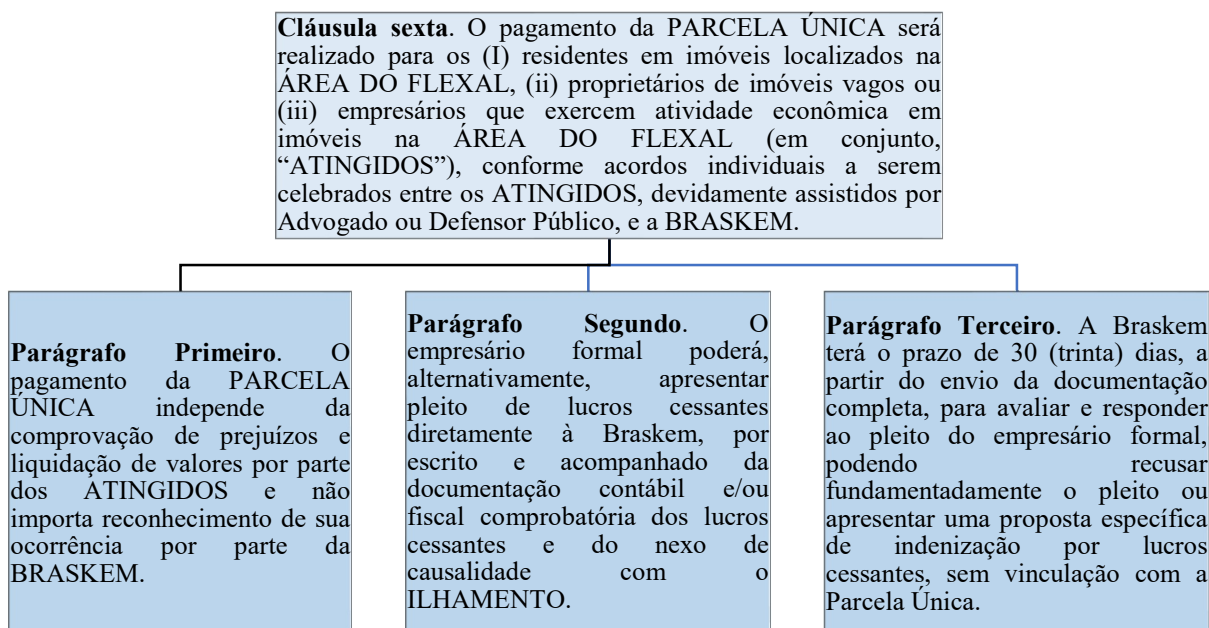 Cláusula sexta. O pagamento da PARCELA ÚNICA será
realizado para os (I) residentes em imóveis localizados na
ÁREA DO FLEXAL, (ii) proprietários de imóveis vagos ou
(iii) empresários que exercem atividade econômica em
imóveis na ÁREA DO FLEXAL (em conjunto,
“ATINGIDOS”), conforme acordos individuais a serem
celebrados entre os ATINGIDOS, devidamente assistidos por
Advogado ou Defensor Público, e a BRASKEM.
Parágrafo Primeiro. O
pagamento da PARCELA
ÚNICA independe da
comprovação de prejuízos e
liquidação de valores por parte
dos ATINGIDOS e não
importa reconhecimento de sua
ocorrência por parte da
BRASKEM.
Parágrafo Segundo. O
empresário formal poderá,
alternativamente, apresentar
pleito de lucros cessantes
diretamente à Braskem, por
escrito e acompanhado da
documentação contábil e/ou
fiscal comprobatória dos lucros
cessantes e do nexo de
causalidade com o
ILHAMENTO.
Parágrafo Terceiro. A Braskem
terá o prazo de 30 (trinta) dias, a
partir do envio da documentação
completa, para avaliar e responder
ao pleito do empresário formal,
podendo recusar
fundamentadamente o pleito ou
apresentar uma proposta específica
de indenização por lucros
cessantes, sem vinculação com a
Parcela Única.